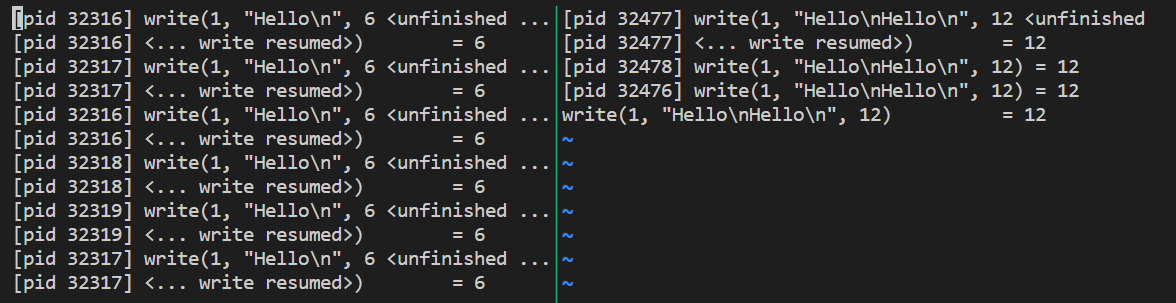 [pid 32316] write(1, "Hello\n", 6 <unfinished ...
[pid 32316] <... write resumed>)        = 6
[pid 32317] write(1, "Hello\n", 6 <unfinished ...
[pid 32317] <... write resumed>)        = 6
[pid 32316] write(1, "Hello\n", 6 <unfinished ...
[pid 32316] <... write resumed>)        = 6
[pid 32318] write(1, "Hello\n", 6 <unfinished ...
[pid 32318] <... write resumed>)        = 6
[pid 32319] write(1, "Hello\n", 6 <unfinished ...
[pid 32319] <... write resumed>)        = 6
[pid 32317] write(1, "Hello\n", 6 <unfinished ...
[pid 32317] <... write resumed>)        = 6
[pid 32477] write(1, "Hello\nHello\n", 12 <unfinished
[pid 32477] <... write resumed>)        = 12
[pid 32478] write(1, "Hello\nHello\n", 12) = 12
[pid 32476] write(1, "Hello\nHello\n", 12) = 12
write(1, "Hello\nHello\n", 12)          = 12
~
~
~
~
~
~
~